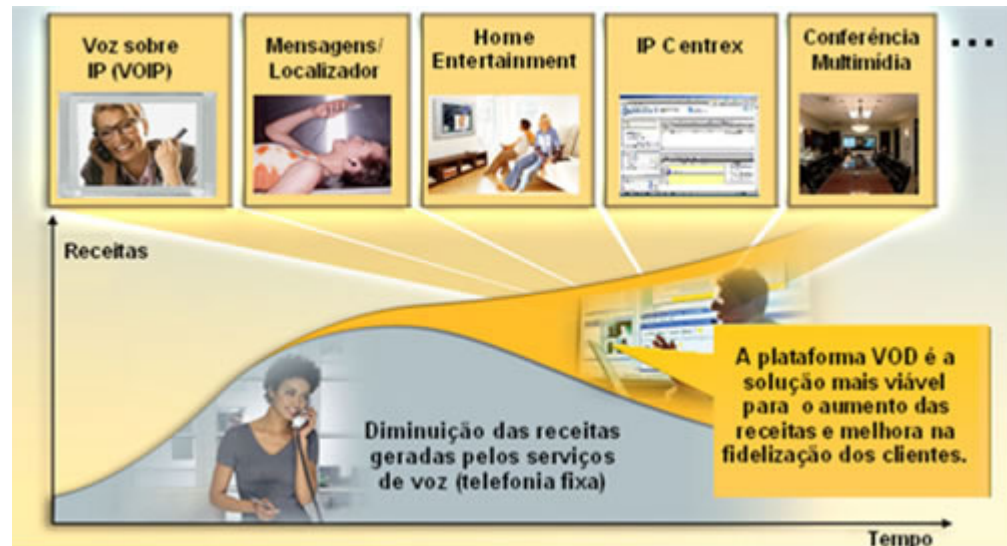 Voz sobre
IP (VOIP)
Mensagens/
Localizador
Home
Entertainment
IP Centrex
Conferência
Multimídia
...
Receitas
Diminuição das receitas
geradas pelos serviços
de voz (telefonia fixa)
A plataforma VOD é a
solução mais viável
para o aumento das
receitas e melhora na
fidelização dos clientes.
Tempo